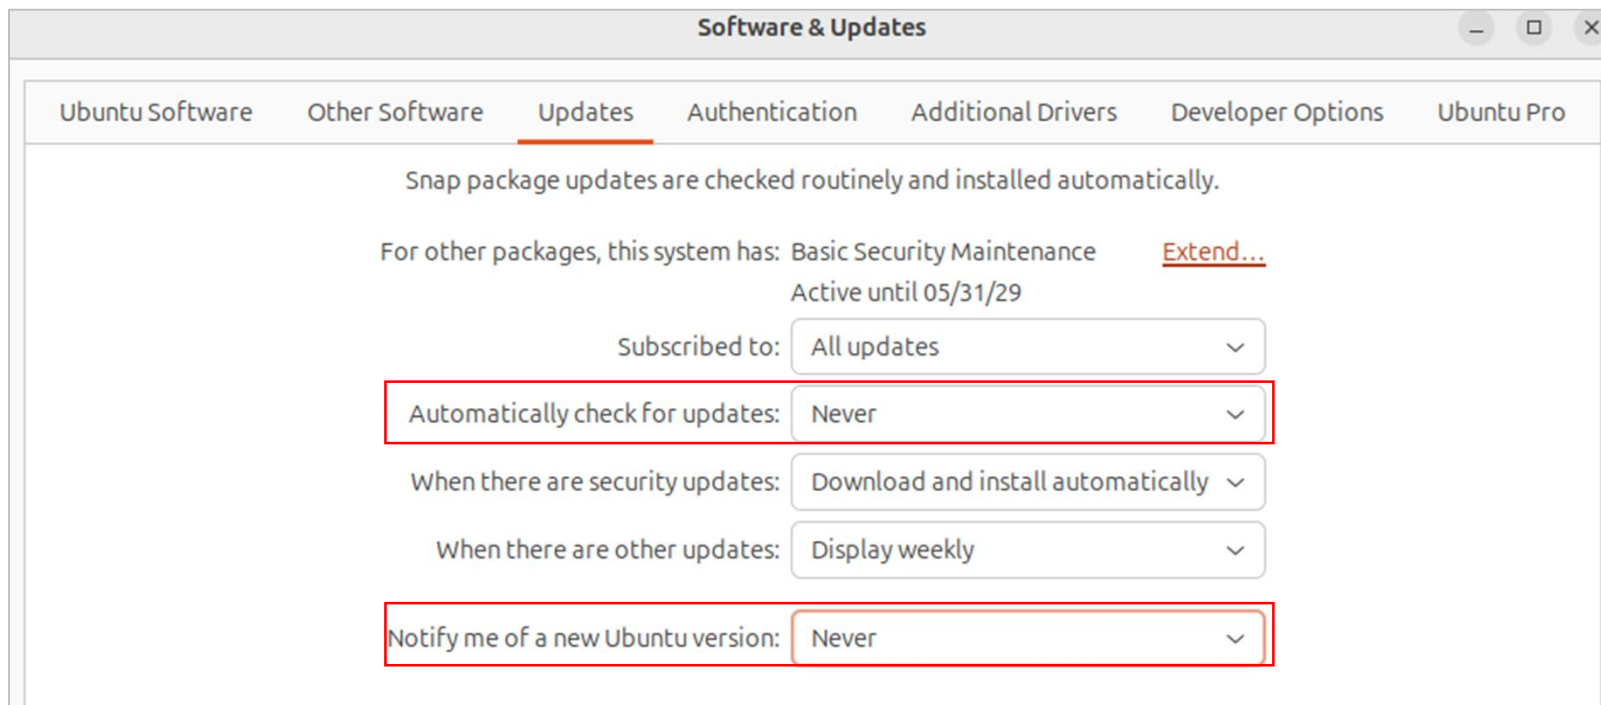 Software & Updates
Ubuntu Software Other Software Updates Authentication Additional Drivers Developer Options Ubuntu Pro
Snap package updates are checked routinely and installed automatically.
For other packages, this system has: Basic Security Maintenance Extend...
Active until 05/31/29
Subscribed to: All updates
Automatically check for updates: Never
When there are security updates: Download and install automatically
When there are other updates: Display weekly
Notify me of a new Ubuntu version: Never